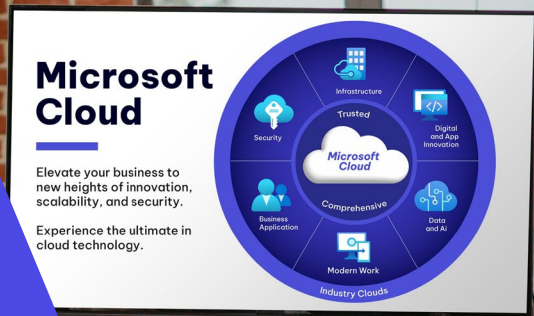 Microsoft
Cloud
Elevate your business to
new heights of innovation,
scalability, and security.
Experience the ultimate in
cloud technology.
Infrastructure
Trusted
Security
Digital
and App
Innovation
Microsoft
Cloud
Business
Application
Comprehensive
Data
and Ai
Modern Work
Industry Clouds